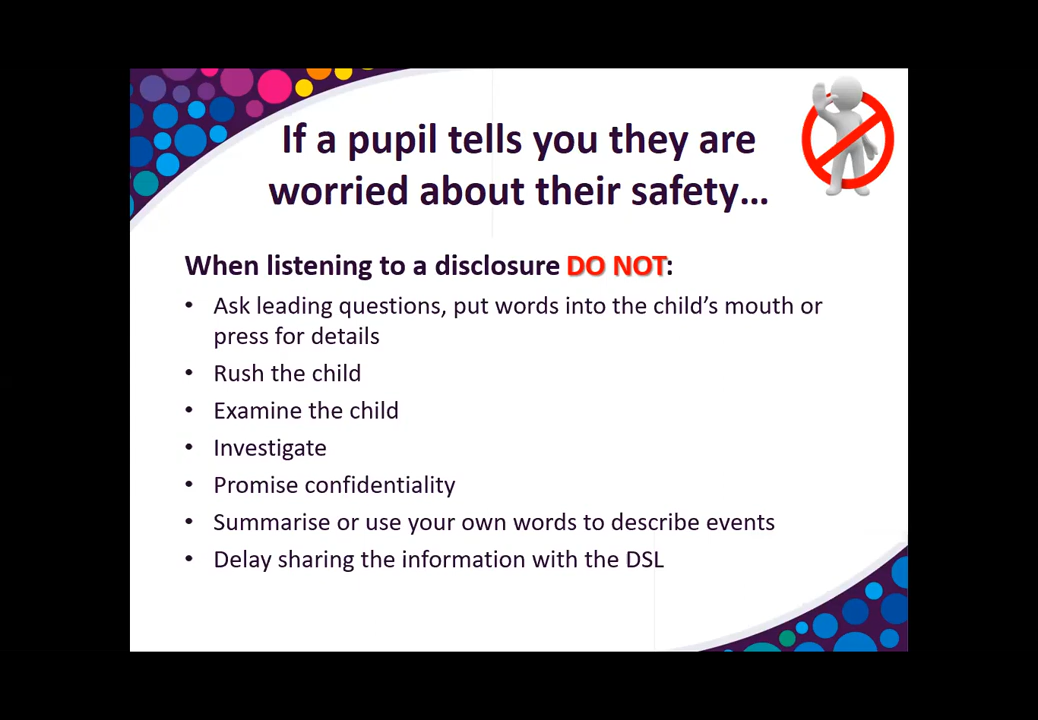 If a pupil tells you they are
worried about their safety…
When listening to a disclosure DO NOT:
• Ask leading questions, put words into the child’s mouth or
press for details
• Rush the child
• Examine the child
• Investigate
• Promise confidentiality
• Summarise or use your own words to describe events
• Delay sharing the information with the DSL